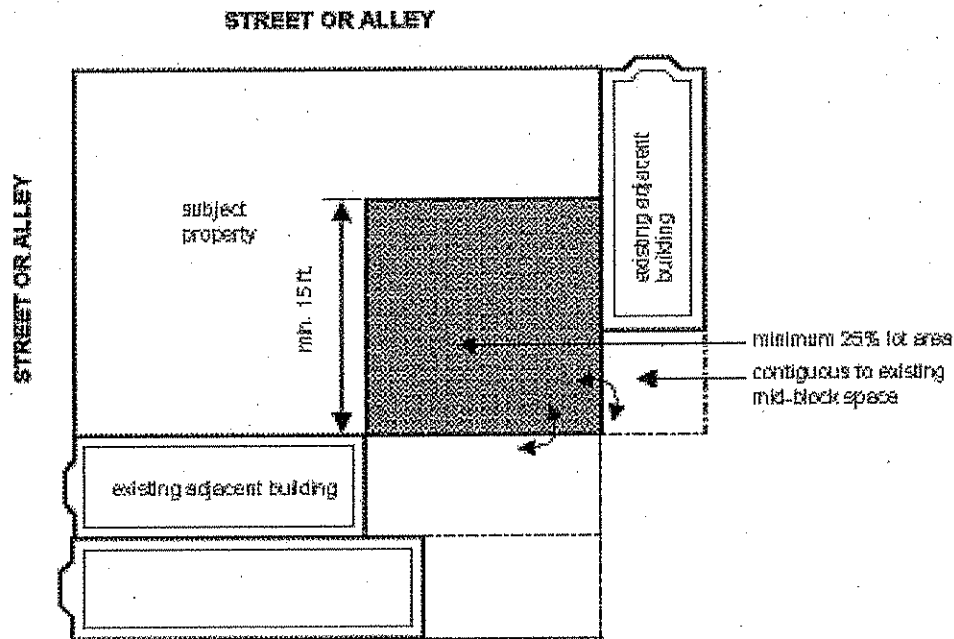 STREET OR ALLEY
STREET OR ALLEY
subject
property
min. 15 ft.
existing adjacent
building
minimum 25% lot area
contiguous to existing
mid-block space
existing adjacent building